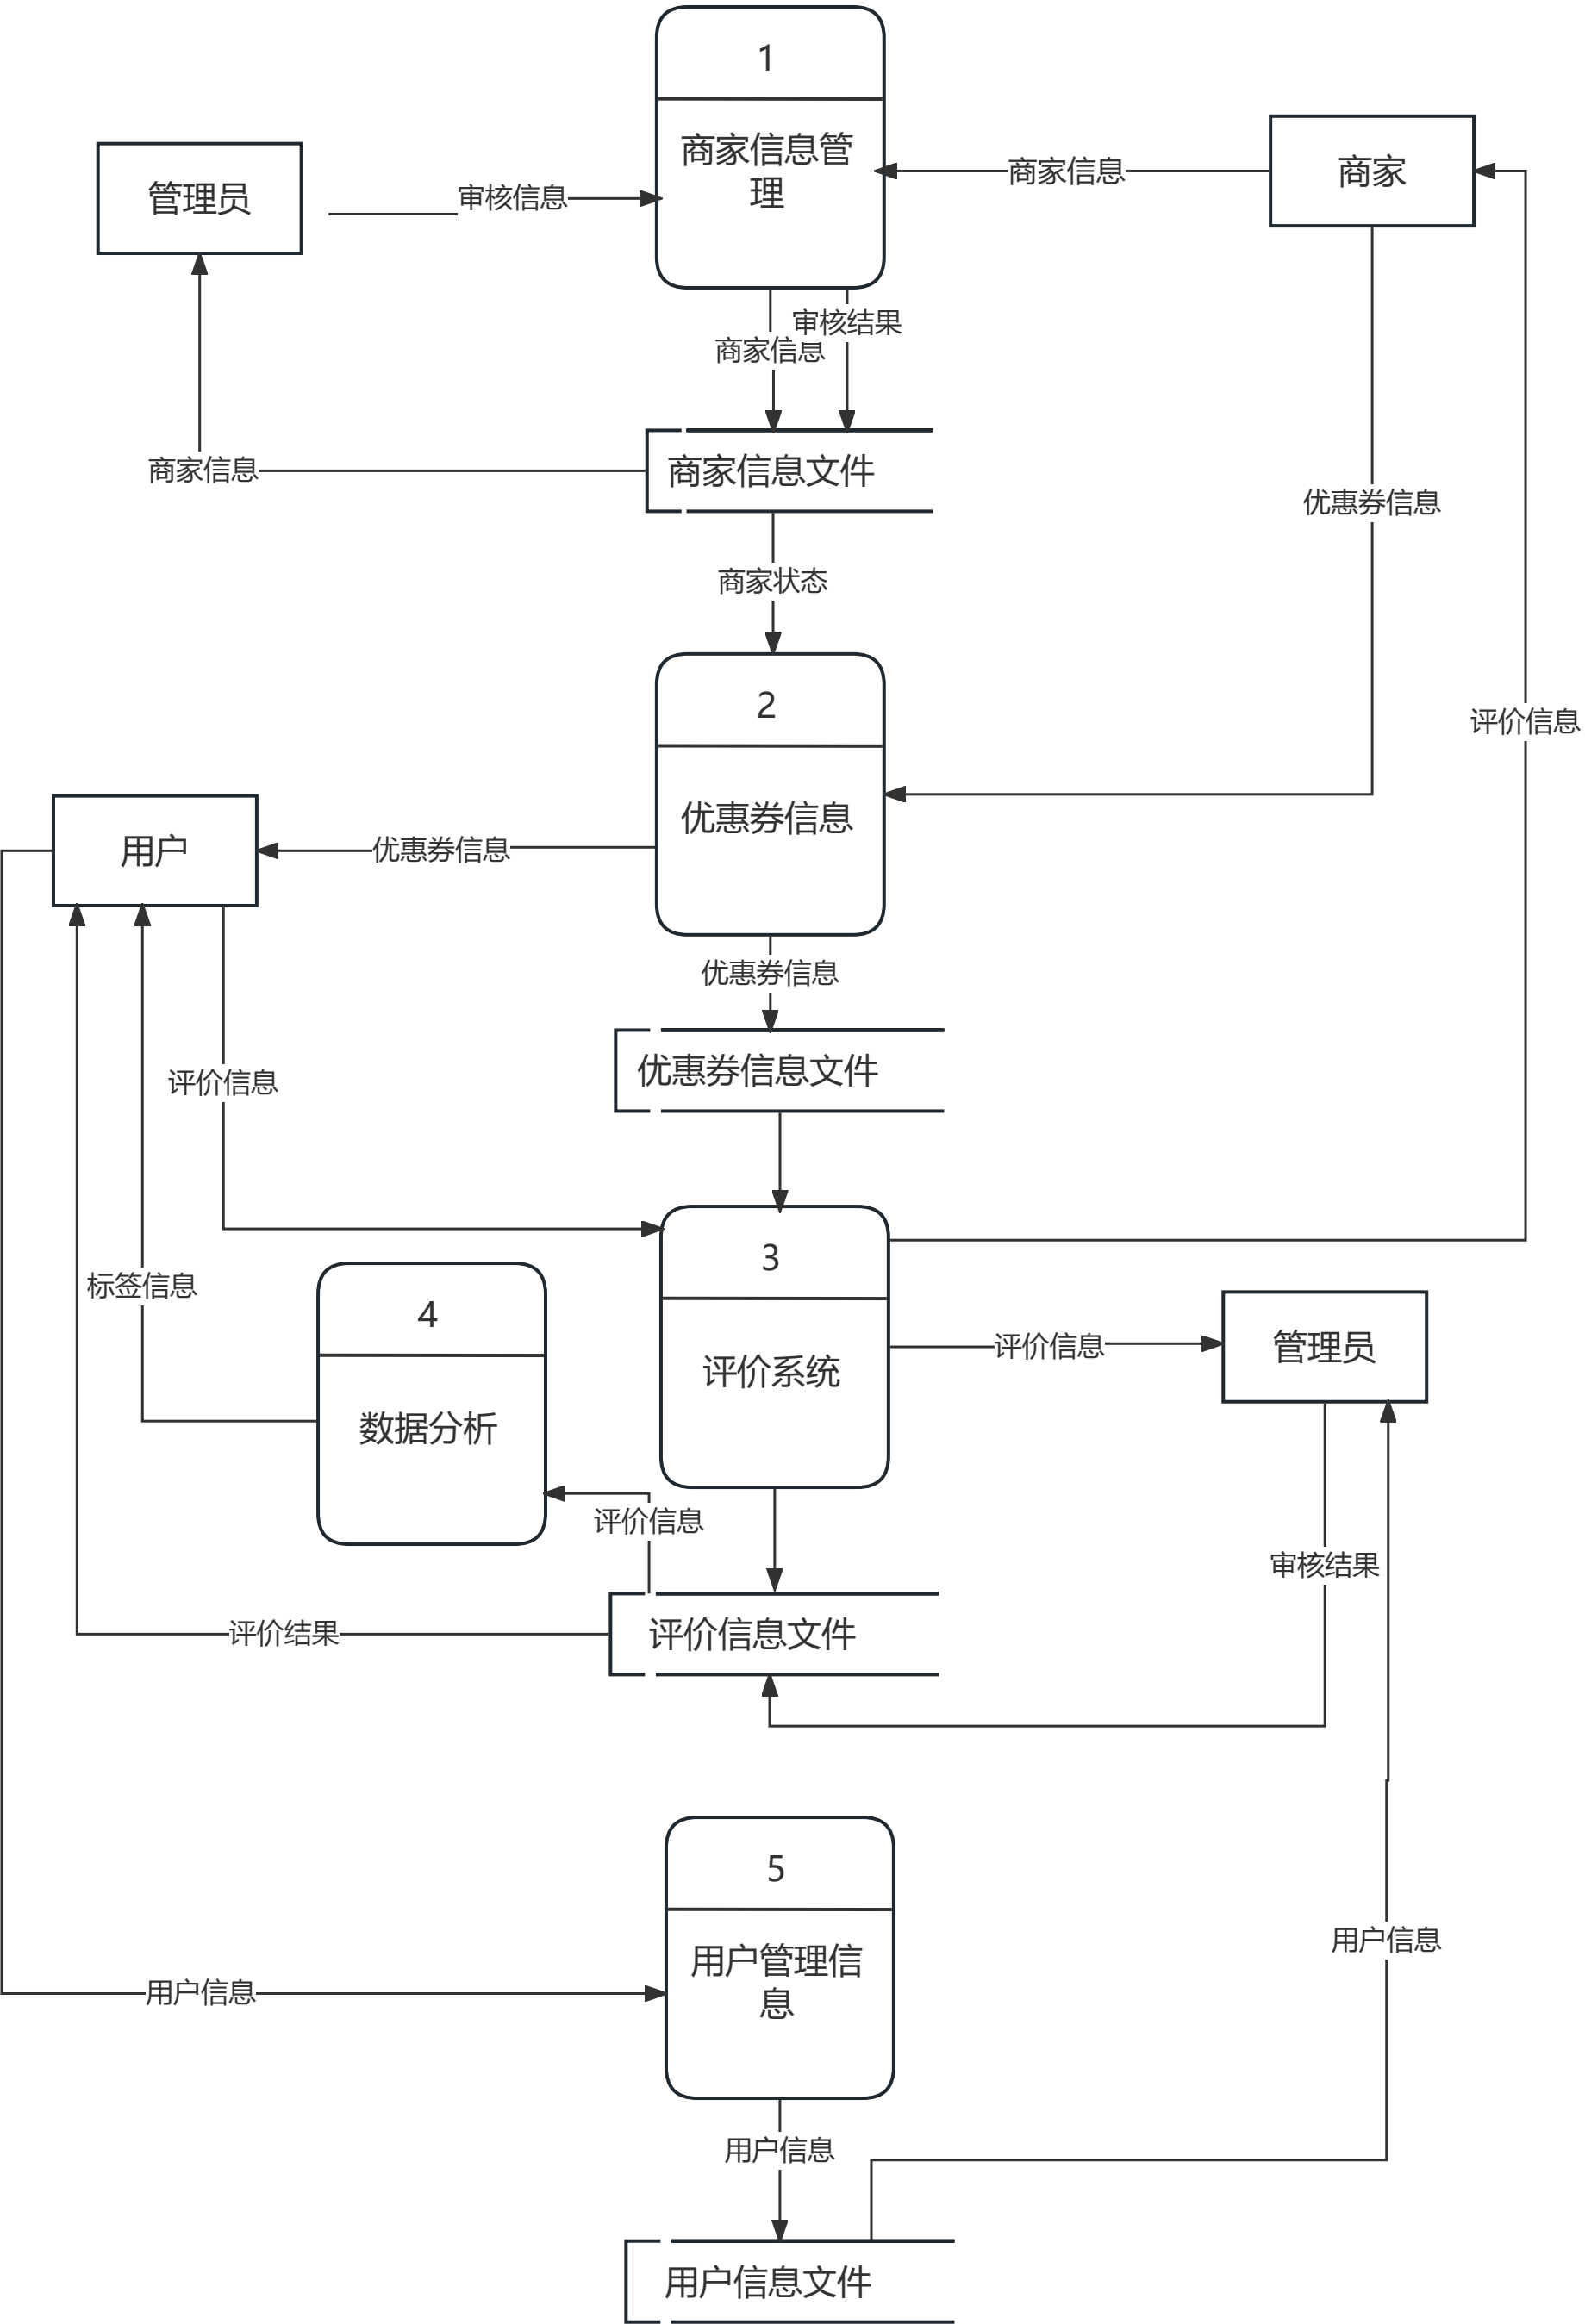 1
商家信息管
理
管理员
审核信息
商家信息
商家
审核结果
商家信息
商家信息
商家信息文件
优惠券信息
商家状态
2
优惠券信息
评价信息
用户
优惠券信息
优惠券信息
优惠券信息文件
评价信息
3
评价系统
标签信息
4
数据分析
评价信息
管理员
评价信息
审核结果
评价结果
评价信息文件
5
用户管理信
息
用户信息
用户信息
用户信息
用户信息文件